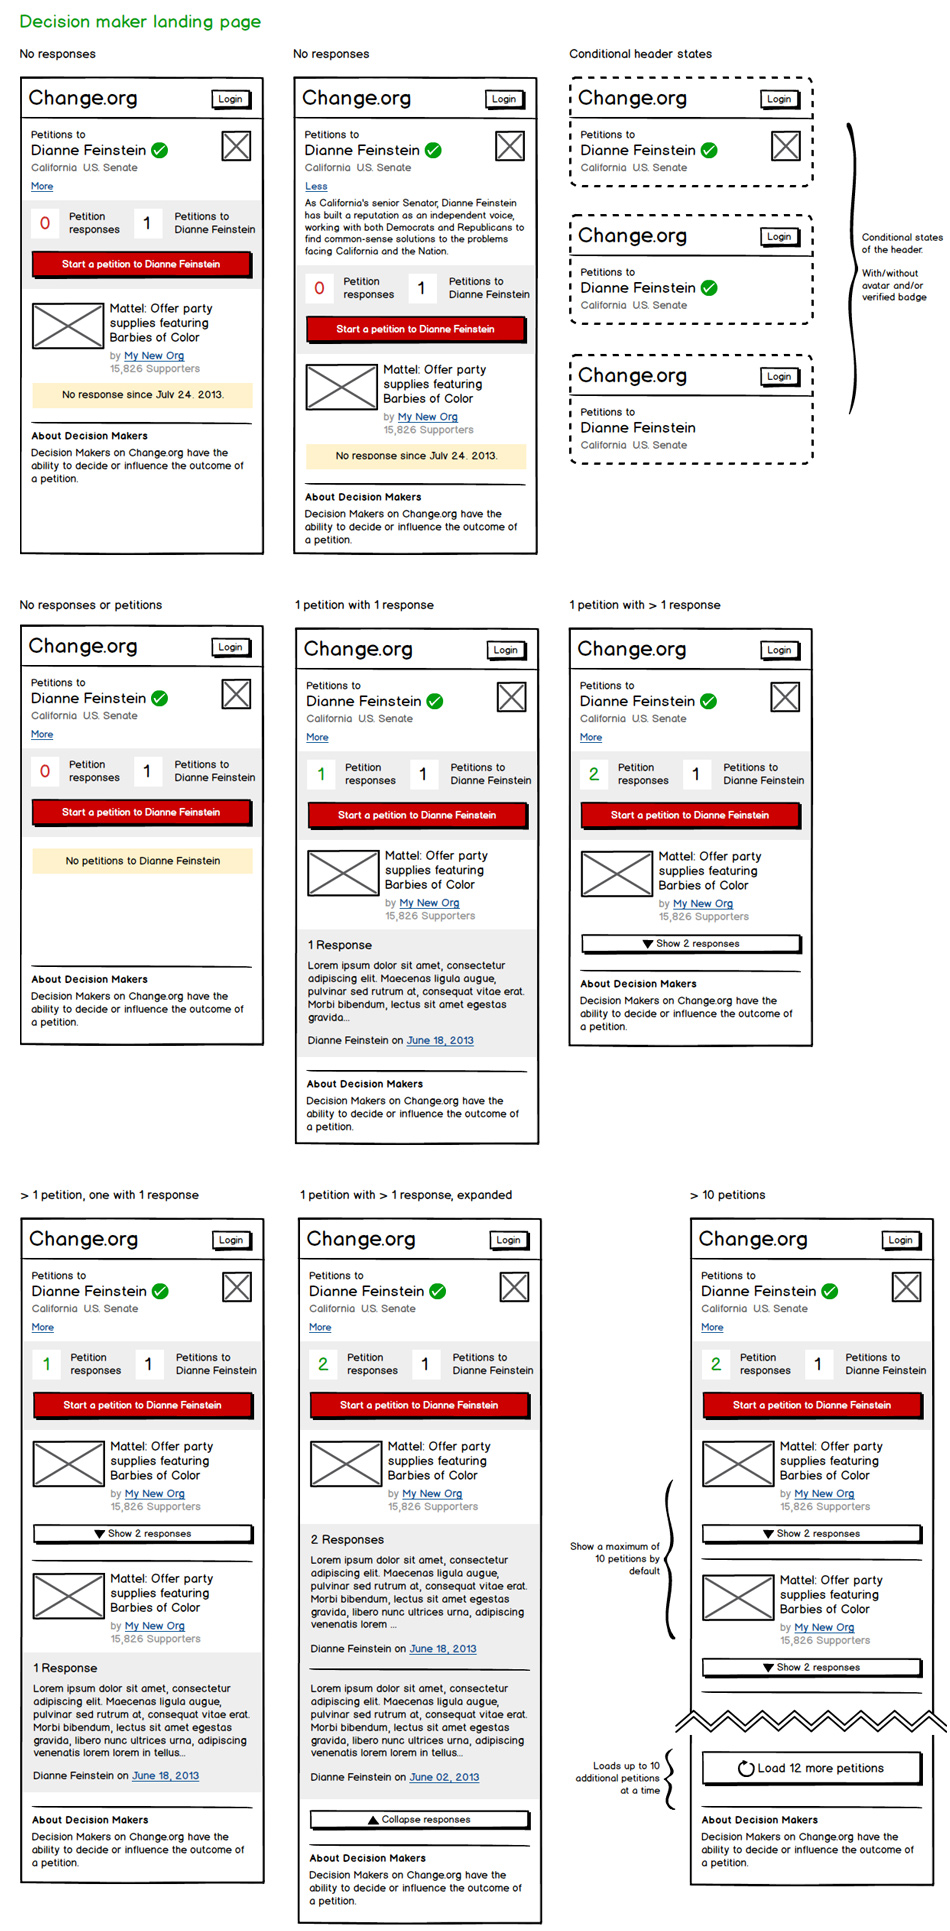 Decision maker landing page
No responses
Change.org
Login
Petitions to
Dianne Feinstein
California U.S. Senate
More
0
Petition
responses
1
Petitions to
Dianne Feinstein
Start a petition to Dianne Feinstein
Mattel: Offer party
supplies featuring
Barbies of Color
by My New Org
15,826 Supporters
No response since July 24, 2013.
About Decision Makers
Decision Makers on Change.org have the
ability to decide or influence the outcome of
a petition.
No responses
Change.org
Login
Petitions to
Dianne Feinstein
California U.S. Senate
Less
As California's senior Senator, Dianne Feinstein
has built a reputation as an independent voice,
working with both Democrats and Republicans to
find common-sense solutions to the problems
facing California and the Nation.
0
Petition
responses
1
Petitions to
Dianne Feinstein
Start a petition to Dianne Feinstein
Mattel: Offer party
supplies featuring
Barbies of Color
by My New Org
15,826 Supporters
No response since July 24, 2013.
About Decision Makers
Decision Makers on Change.org have the
ability to decide or influence the outcome of
a petition.
Conditional header states
Change.org
Login
Petitions to
Dianne Feinstein
California U.S. Senate
Change.org
Login
Petitions to
Dianne Feinstein
California U.S. Senate
Change.org
Login
Petitions to
Dianne Feinstein
California U.S. Senate
Conditional states
of the header.
With/without
avatar and/or
verified badge
No responses or petitions
Change.org
Login
Petitions to
Dianne Feinstein
California U.S. Senate
More
0
Petition
responses
1
Petitions to
Dianne Feinstein
Start a petition to Dianne Feinstein
No petitions to Dianne Feinstein
About Decision Makers
Decision Makers on Change.org have the
ability to decide or influence the outcome of
a petition.
1 petition with 1 response
Change.org
Login
Petitions to
Dianne Feinstein
California U.S. Senate
More
1
Petition
responses
1
Petitions to
Dianne Feinstein
Start a petition to Dianne Feinstein
Mattel: Offer party
supplies featuring
Barbies of Color
by My New Org
15,826 Supporters
1 Response
Lorem ipsum dolor sit amet, consectetur
adipiscing elit. Maecenas ligula augue,
pulvinar sed rutrum at, consequat vitae erat.
Morbi bibendum, lectus sit amet egestas
gravida...
Dianne Feinstein on June 18, 2013
About Decision Makers
Decision Makers on Change.org have the
ability to decide or influence the outcome of
a petition.
1 petition with > 1 response
Change.org
Login
Petitions to
Dianne Feinstein
California U.S. Senate
More
2
Petition
responses
1
Petitions to
Dianne Feinstein
Start a petition to Dianne Feinstein
Mattel: Offer party
supplies featuring
Barbies of Color
by My New Org
15,826 Supporters
Show 2 responses
About Decision Makers
Decision Makers on Change.org have the
ability to decide or influence the outcome of
a petition.
> 1 petition, one with 1 response
Change.org
Login
Petitions to
Dianne Feinstein
California U.S. Senate
More
1
Petition
responses
1
Petitions to
Dianne Feinstein
Start a petition to Dianne Feinstein
Mattel: Offer party
supplies featuring
Barbies of Color
by My New Org
15,826 Supporters
Show 2 responses
Mattel: Offer party
supplies featuring
Barbies of Color
by My New Org
15,826 Supporters
1 Response
Lorem ipsum dolor sit amet, consectetur
adipiscing elit. Maecenas ligula augue,
pulvinar sed rutrum at, consequat vitae erat.
Morbi bibendum, lectus sit amet egestas
gravida, libero nunc ultrices urna, adipiscing
venenatis lorem lorem in tellus...
Dianne Feinstein on June 18, 2013
About Decision Makers
Decision Makers on Change.org have the
ability to decide or influence the outcome of
a petition.
1 petition with > 1 response, expanded
Change.org
Login
Petitions to
Dianne Feinstein
California U.S. Senate
More
2
Petition
responses
1
Petitions to
Dianne Feinstein
Start a petition to Dianne Feinstein
Mattel: Offer party
supplies featuring
Barbies of Color
by My New Org
15,826 Supporters
2 Responses
Lorem ipsum dolor sit amet, consectetur
adipiscing elit. Maecenas ligula augue,
pulvinar sed rutrum at, consequat vitae erat.
Morbi bibendum, lectus sit amet egestas
gravida, libero nunc ultrices urna, adipiscing
venenatis lorem ...
Dianne Feinstein on June 18, 2013
Lorem ipsum dolor sit amet, consectetur
adipiscing elit. Maecenas ligula augue,
pulvinar sed rutrum at, consequat vitae erat.
Morbi bibendum, lectus sit amet egestas
gravida, libero nunc ultrices urna, adipiscing
venenatis lorem lorem in tellus...
Dianne Feinstein on June 02, 2013
Collapse responses
About Decision Makers
Decision Makers on Change.org have the
ability to decide or influence the outcome of
a petition.
> 10 petitions
Change.org
Login
Petitions to
Dianne Feinstein
California U.S. Senate
More
2
Petition
responses
1
Petitions to
Dianne Feinstein
Start a petition to Dianne Feinstein
Mattel: Offer party
supplies featuring
Barbies of Color
by My New Org
15,826 Supporters
Show 2 responses
Show a maximum of
10 petitions by
default
Mattel: Offer party
supplies featuring
Barbies of Color
by My New Org
15,826 Supporters
Show 2 responses
Loads up to 10
additional petitions
at a time
Load 12 more petitions
About Decision Makers
Decision Makers on Change.org have the
ability to decide or influence the outcome of
a petition.